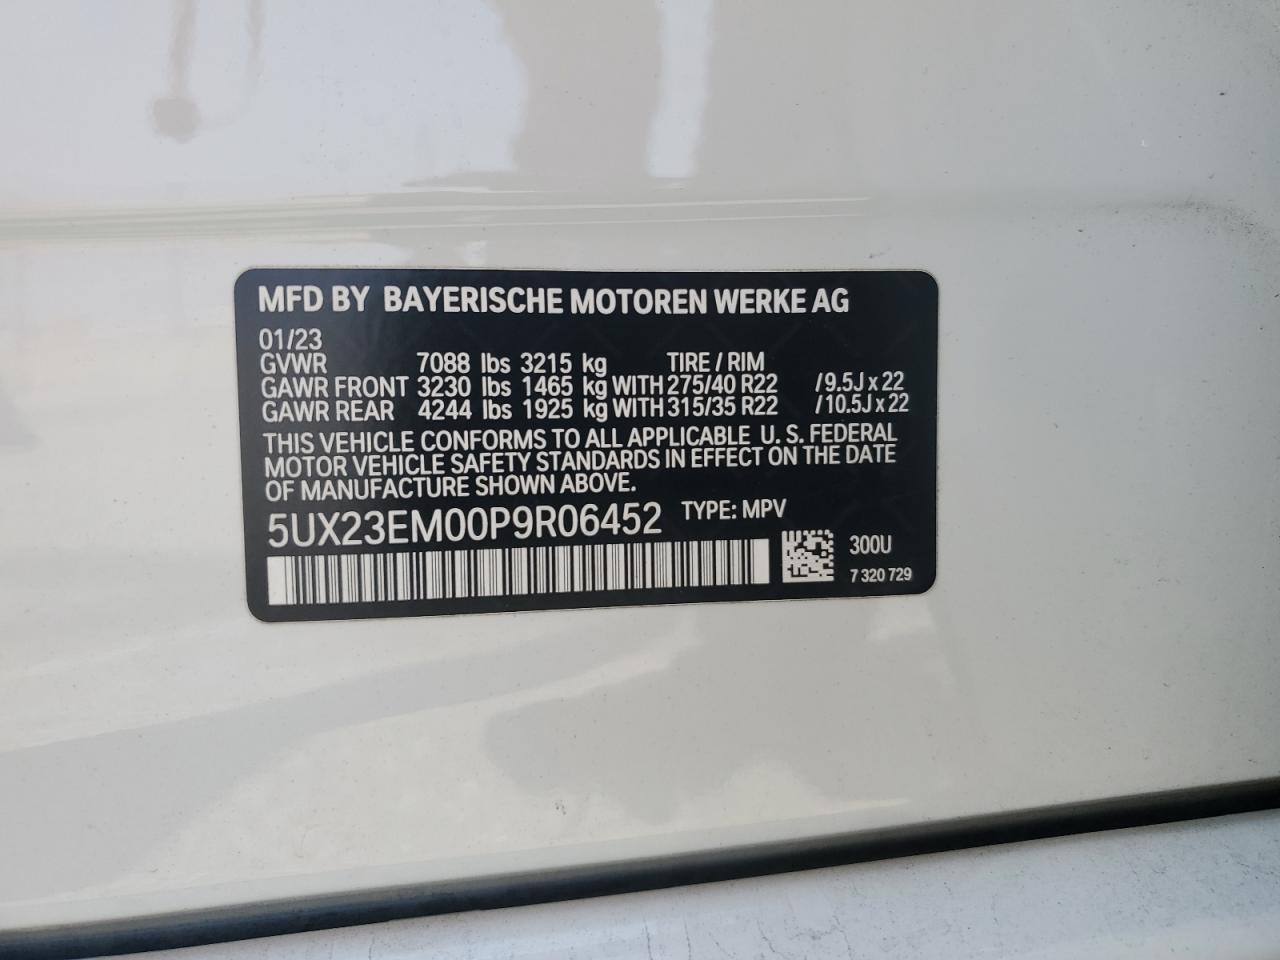 MFD BY BAYERISCHE MOTOREN WERKE AG
01/23
GVWR 7088 lbs 3215 kg TIRE / RIM
GAWR FRONT 3230 lbs 1465 kg WITH 275/40 R22 /9.5J x 22
GAWR REAR 4244 lbs 1925 kg WITH 315/35 R22 /10.5J x 22
THIS VEHICLE CONFORMS TO ALL APPLICABLE U. S. FEDERAL
MOTOR VEHICLE SAFETY STANDARDS IN EFFECT ON THE DATE
OF MANUFACTURE SHOWN ABOVE.
5UX23EM00P9R06452 TYPE: MPV
300U
7 320 729